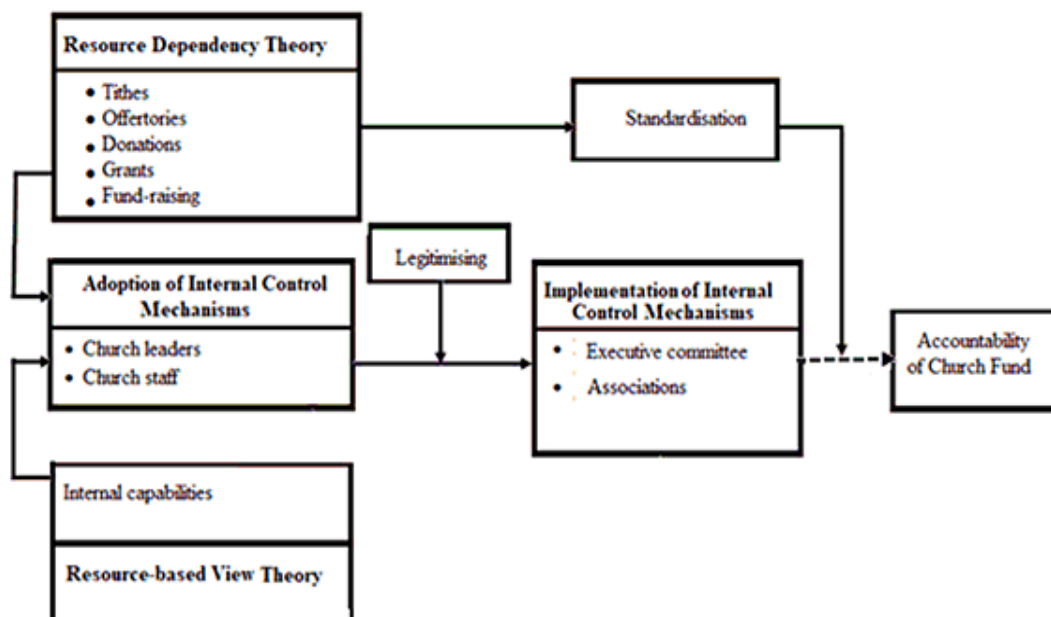 Resource Dependency Theory
• Tithes
• Offertories
• Donations
• Grants
• Fund-raising
Standardisation
Legitimising
Adoption of Internal Control
Mechanisms
• Church leaders
• Church staff
Implementation of Internal
Control Mechanisms
• Executive committee
• Associations
Accountability
of Church Fund
Internal capabilities
Resource-based View Theory